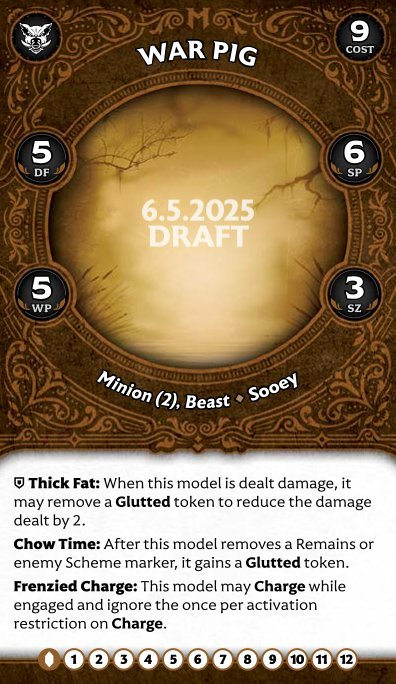 WAR PIG
9
COST
5
DF
6
SP
6.5.2025
DRAFT
5
WP
3
SZ
Minion (2), Beast ◆ Sooey
Thick Fat: When this model is dealt damage, it
may remove a Glutted token to reduce the damage
dealt by 2.
Chow Time: After this model removes a Remains or
enemy Scheme marker, it gains a Glutted token.
Frenzied Charge: This model may Charge while
engaged and ignore the once per activation
restriction on Charge.
1 2 3 4 5 6 7 8 9 10 11 12